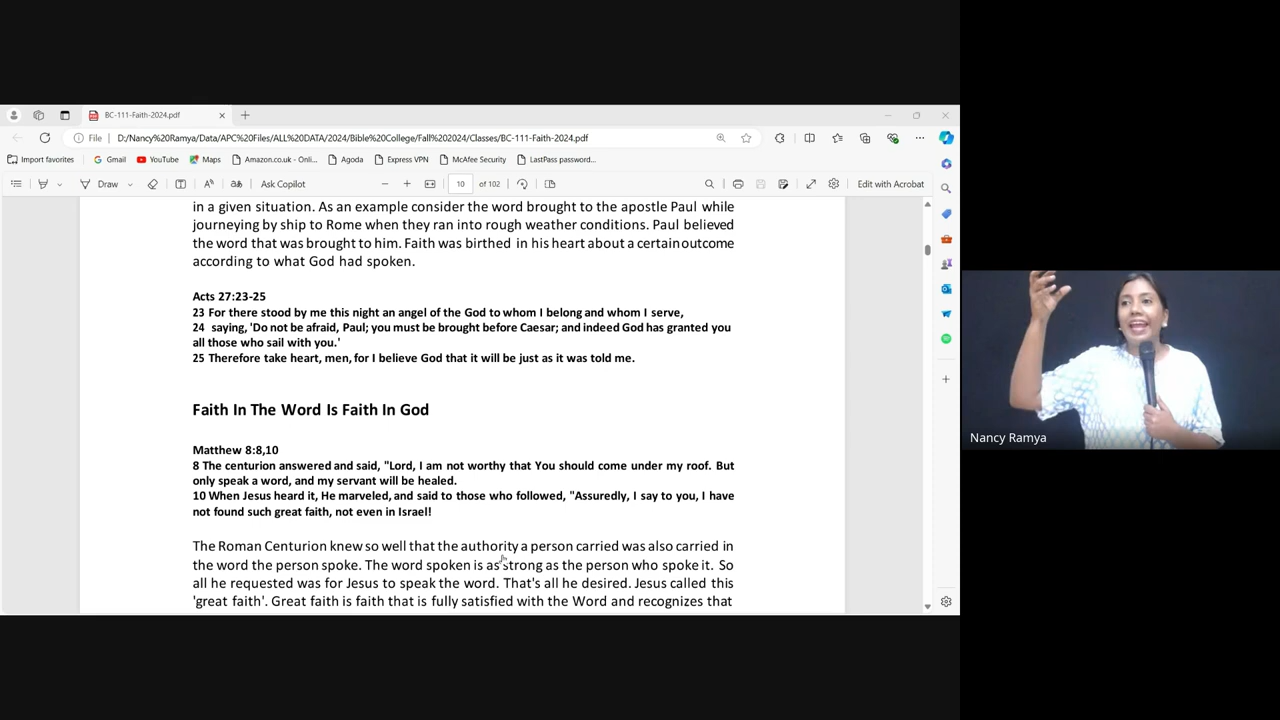 BC-111-Faith-2024.pdf
File D:/Nancy%20Ramya/Data/APC%20Files/ALL%20DATA/2024/Bible%20College/Fall%202024/Classes/BC-111-Faith-2024.pdf
Import favorites Gmail YouTube Maps Amazon.co.uk - Onli... Agoda Express VPN McAfee Security LastPass password...
Draw Ask Copilot 10 of 102 Edit with Acrobat
in a given situation. As an example consider the word brought to the apostle Paul while
journeying by ship to Rome when they ran into rough weather conditions. Paul believed
the word that was brought to him. Faith was birthed in his heart about a certain outcome
according to what God had spoken.
Acts 27:23-25
23 For there stood by me this night an angel of the God to whom I belong and whom I serve,
24 saying, 'Do not be afraid, Paul; you must be brought before Caesar; and indeed God has granted you
all those who sail with you.'
25 Therefore take heart, men, for I believe God that it will be just as it was told me.
Faith In The Word Is Faith In God
Matthew 8:8,10
8 The centurion answered and said, "Lord, I am not worthy that You should come under my roof. But
only speak a word, and my servant will be healed.
10 When Jesus heard it, He marveled, and said to those who followed, "Assuredly, I say to you, I have
not found such great faith, not even in Israel!
The Roman Centurion knew so well that the authority a person carried was also carried in
the word the person spoke. The word spoken is as strong as the person who spoke it. So
all he requested was for Jesus to speak the word. That's all he desired. Jesus called this
'great faith'. Great faith is faith that is fully satisfied with the Word and recognizes that
Nancy Ramya